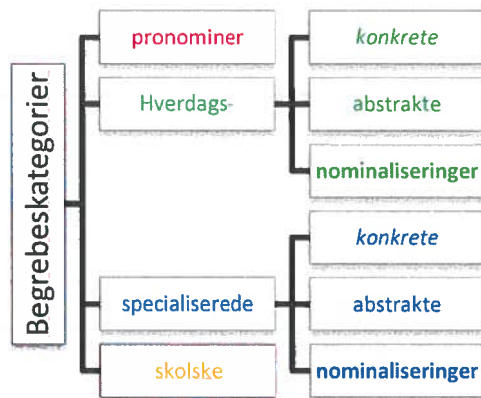 Begrebeskategorier
pronominer
Hverdags-
konkrete
abstrakte
nominaliseringer
specialiserede
konkrete
abstrakte
nominaliseringer
skolske